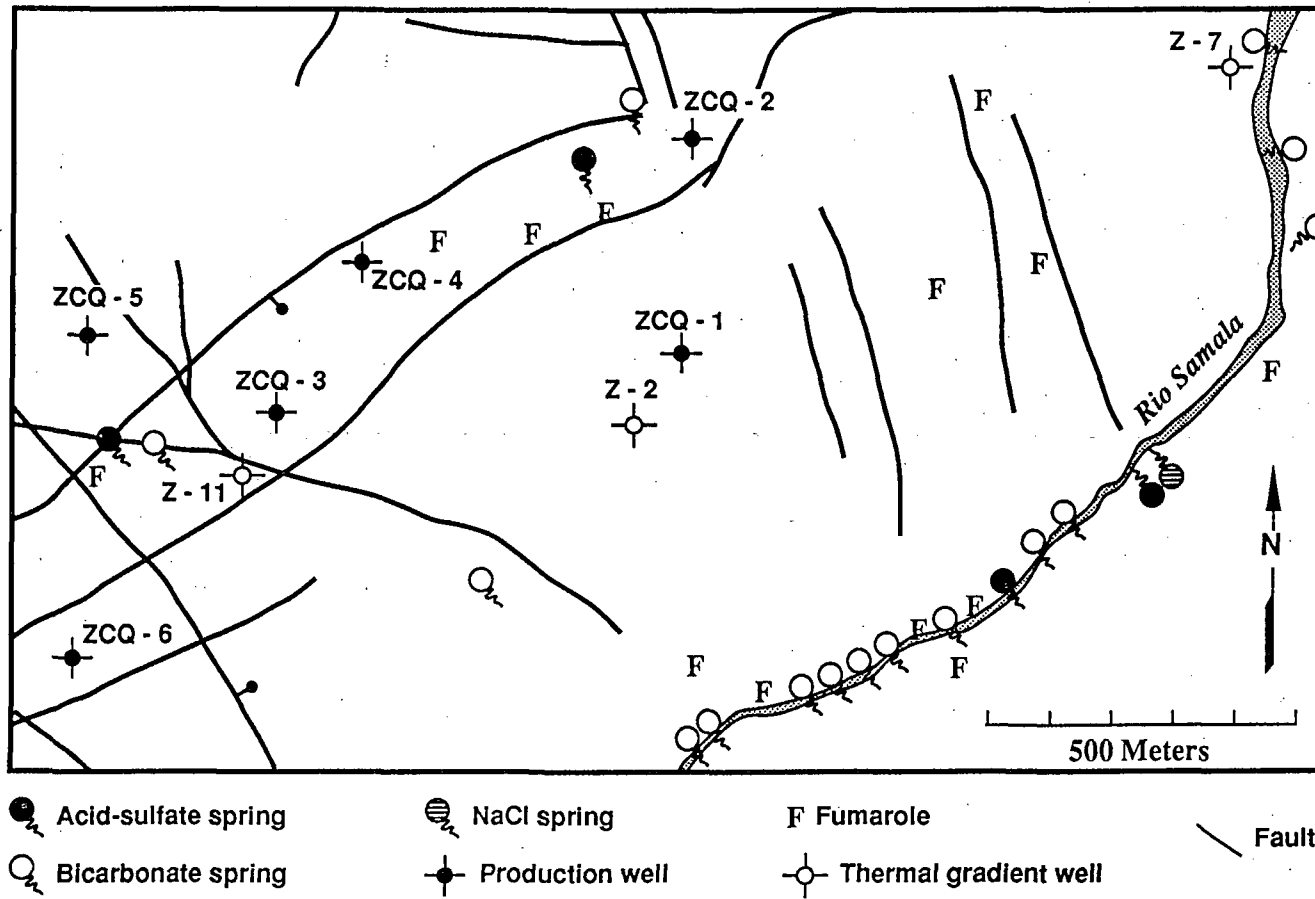 Z - 7
F
ZCQ - 2
F
F
F
F
ZCQ - 4
F
F
ZCQ - 5
ZCQ - 1
Rio Samala
F
ZCQ - 3
Z - 2
F
Z - 11
N
F
F
ZCQ - 6
F
F
F
500 Meters
Acid-sulfate spring
NaCl spring
F Fumarole
Fault
Bicarbonate spring
Production well
Thermal gradient well